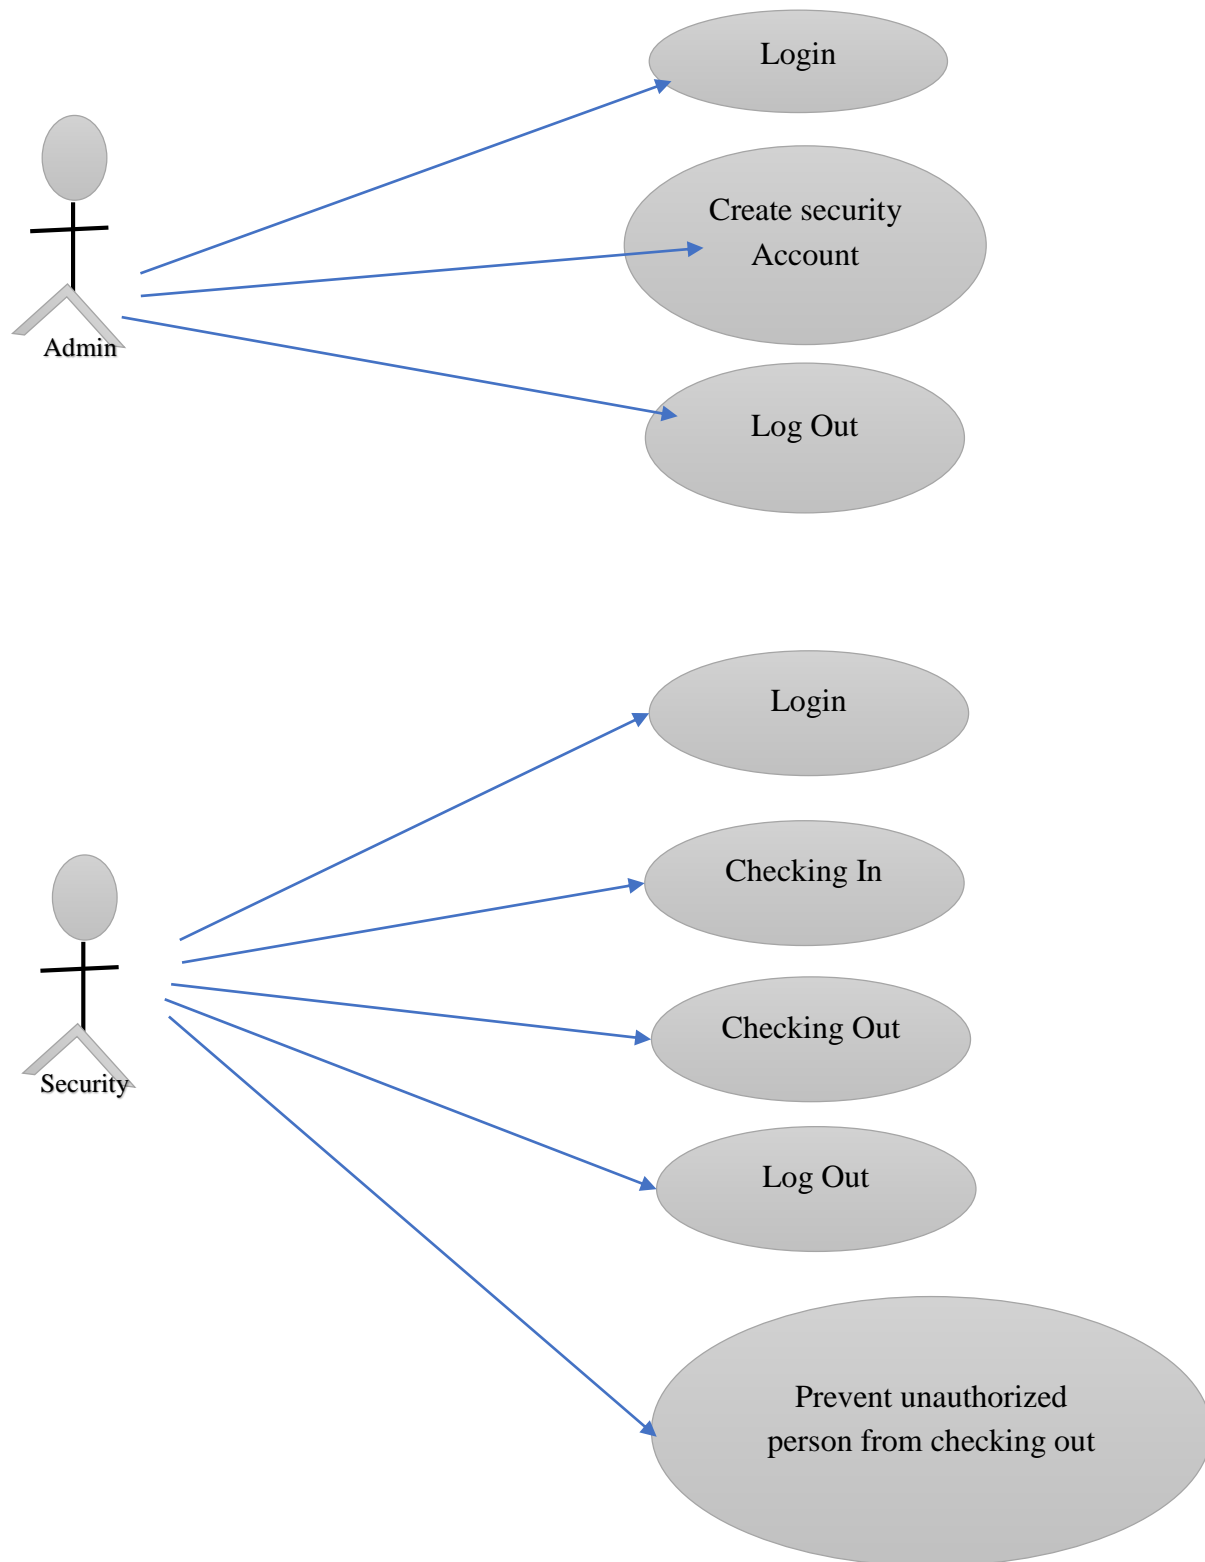 Login
Create security
Account
Admin
Log Out
Login
Checking In
Checking Out
Security
Log Out
Prevent unauthorized
person from checking out